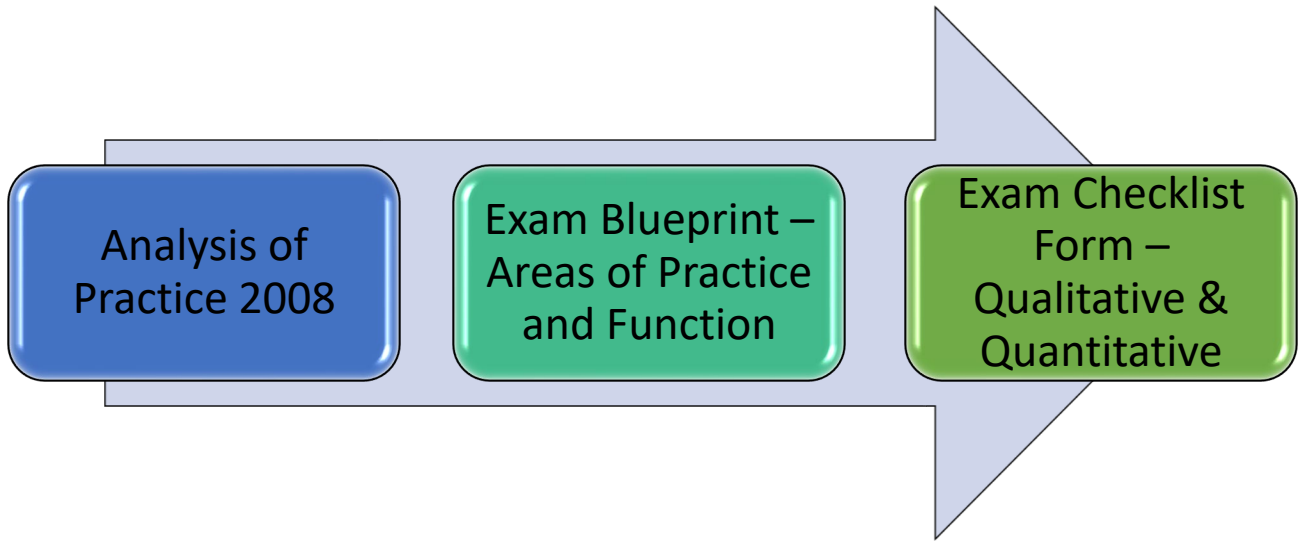 Analysis of
Practice 2008
Exam Blueprint –
Areas of Practice
and Function
Exam Checklist
Form –
Qualitative &
Quantitative